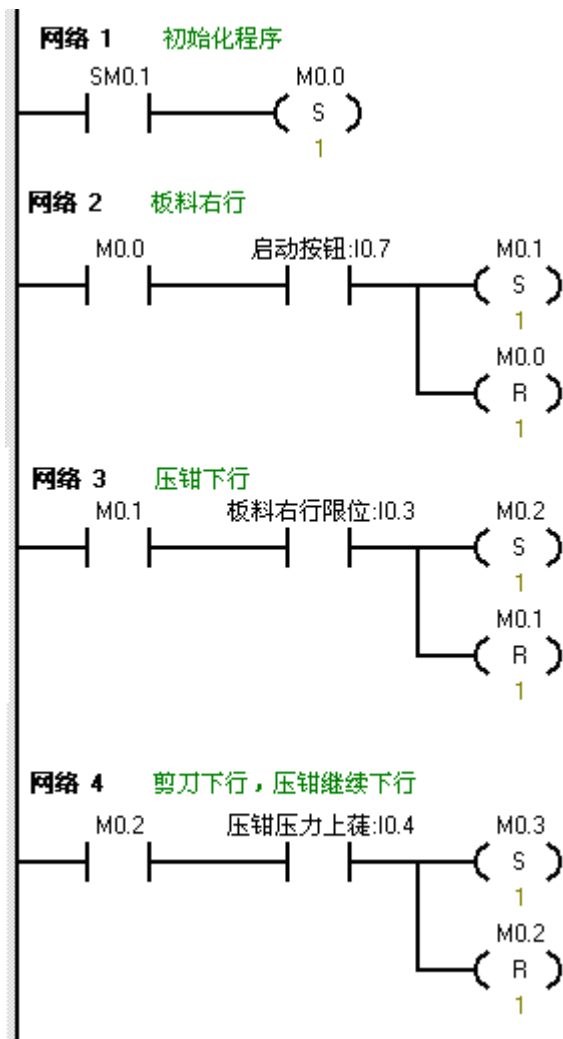 网络 1 初始化程序
SM0.1 M0.0
S
1
网络 2 板料右行
M0.0 启动按钮:I0.7 M0.1
S
1
M0.0
R
1
网络 3 压钳下行
M0.1 板料右行限位:I0.3 M0.2
S
1
M0.1
R
1
网络 4 剪刀下行，压钳继续下行
M0.2 压钳压力上蓗:I0.4 M0.3
S
1
M0.2
R
1